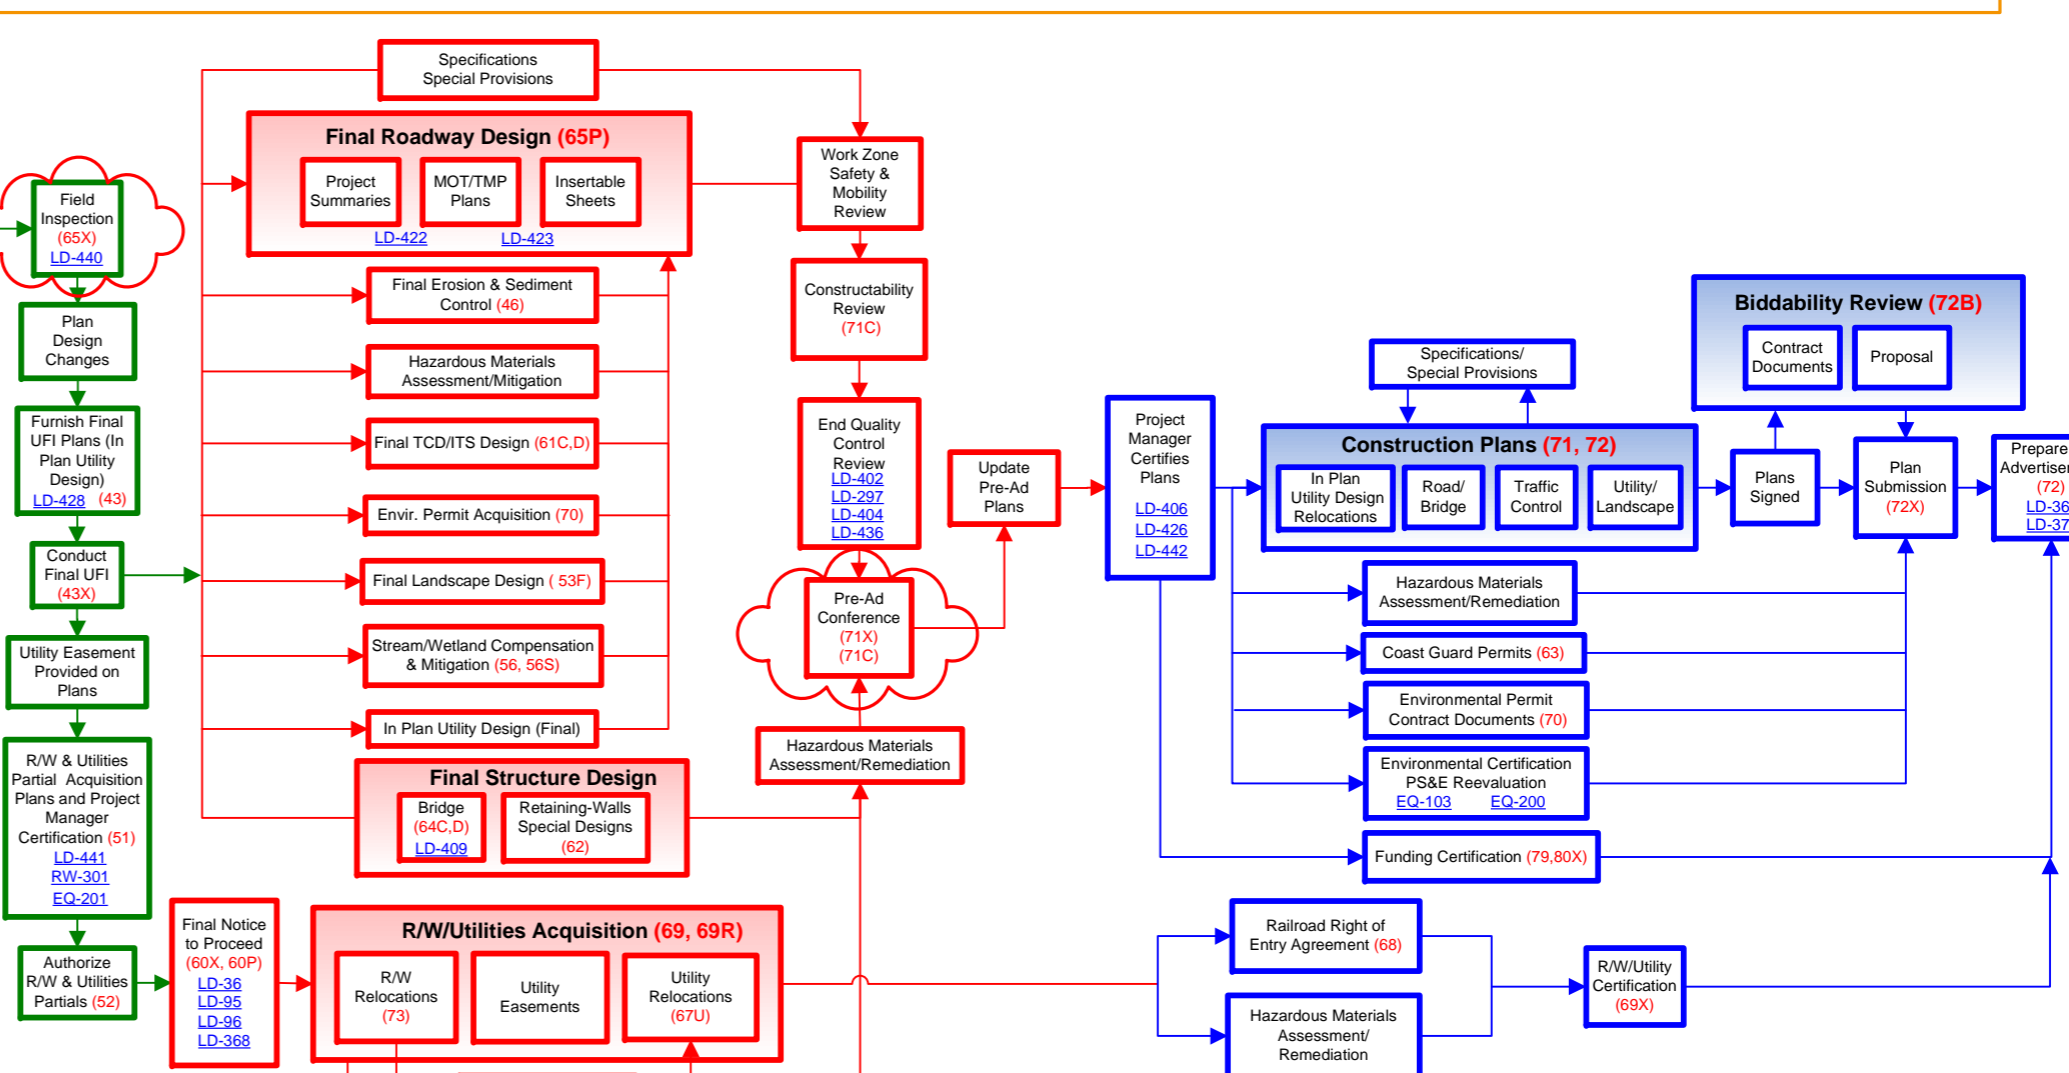 Specifications
Special Provisions
Final Roadway Design (65P)
Project
Summaries
MOT/TMP
Plans
Insertable
Sheets
LD-422
LD-423
Field
Inspection
(65X)
LD-440
Plan
Design
Changes
Furnish Final
UFI Plans (In
Plan Utility
Design)
LD-428 (43)
Conduct
Final UFI
(43X)
Utility Easement
Provided on
Plans
R/W & Utilities
Partial Acquisition
Plans and Project
Manager
Certification (51)
LD-441
RW-301
EQ-201
Authorize
R/W & Utilities
Partials (52)
Final Erosion & Sediment
Control (46)
Hazardous Materials
Assessment/Mitigation
Final TCD/ITS Design (61C,D)
Envir. Permit Acquisition (70)
Final Landscape Design ( 53F)
Stream/Wetland Compensation
& Mitigation (56, 56S)
In Plan Utility Design (Final)
Final Structure Design
Bridge
(64C,D)
LD-409
Retaining-Walls
Special Designs
(62)
Final Notice
to Proceed
(60X, 60P)
LD-36
LD-95
LD-96
LD-368
R/W/Utilities Acquisition (69, 69R)
R/W
Relocations
(73)
Utility
Easements
Utility
Relocations
(67U)
Work Zone
Safety &
Mobility
Review
Constructability
Review
(71C)
End Quality
Control
Review
LD-402
LD-297
LD-404
LD-436
Pre-Ad
Conference
(71X)
(71C)
Hazardous Materials
Assessment/Remediation
Update
Pre-Ad
Plans
Project
Manager
Certifies
Plans
LD-406
LD-426
LD-442
Specifications/
Special Provisions
Construction Plans (71, 72)
In Plan
Utility Design
Relocations
Road/
Bridge
Traffic
Control
Utility/
Landscape
Hazardous Materials
Assessment/Remediation
Coast Guard Permits (63)
Environmental Permit
Contract Documents (70)
Environmental Certification
PS&E Reevaluation
EQ-103
EQ-200
Funding Certification (79,80X)
Railroad Right of
Entry Agreement (68)
Hazardous Materials
Assessment/
Remediation
R/W/Utility
Certification
(69X)
Biddability Review (72B)
Contract
Documents
Proposal
Plans
Signed
Plan
Submission
(72X)
Prepare
(72)